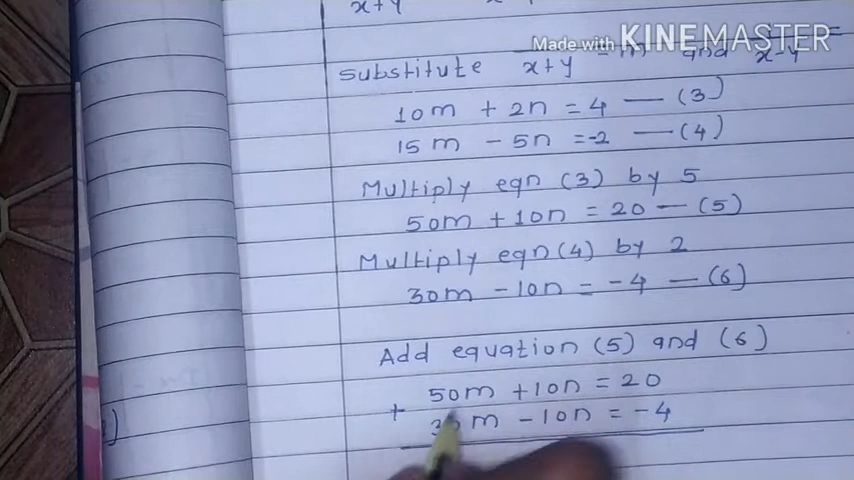 x+y
Made with KINEMASTER
Substitute x+y = m and x-y =
10m + 2n = 4 — (3)
15m - 5n = -2 — (4)
Multiply eqn (3) by 5
50m + 10n = 20 — (5)
Multiply eqn (4) by 2
30m - 10n = -4 — (6)
Add equation (5) and (6)
50m + 10n = 20
+ 30m - 10n = -4